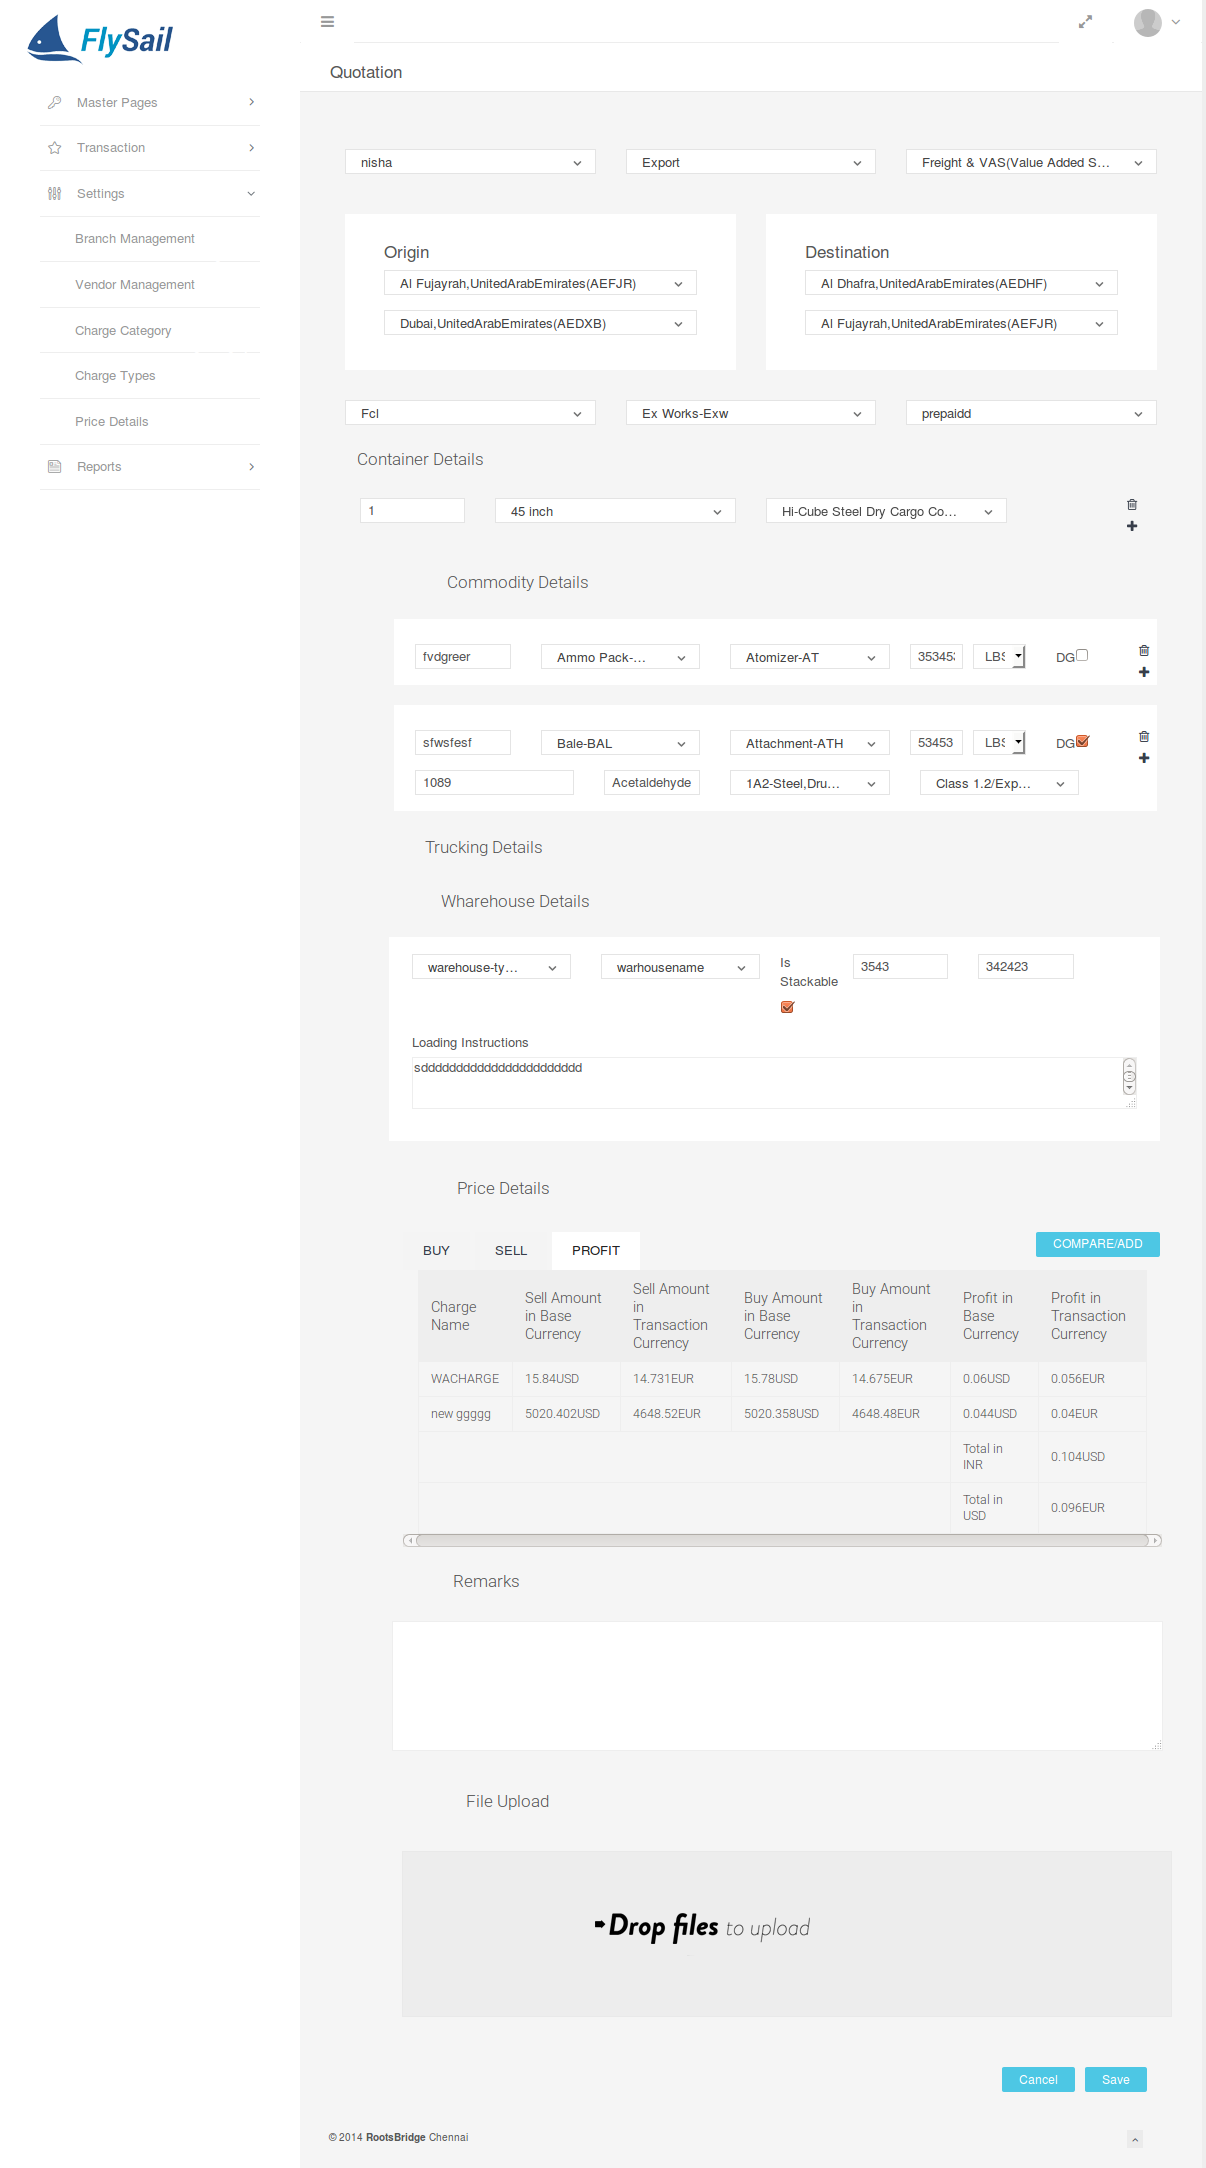 FlySail
Master Pages
Transaction
Settings
Branch Management
Vendor Management
Charge Category
Charge Types
Price Details
Reports
Quotation
nisha Export Freight & VAS(Value Added S...
Origin Destination
Al Fujayrah,UnitedArabEmirates(AEFJR) Al Dhafra,UnitedArabEmirates(AEDHF)
Dubai,UnitedArabEmirates(AEDXB) Al Fujayrah,UnitedArabEmirates(AEFJR)
Fcl Ex Works-Exw prepaidd
Container Details
1 45 inch Hi-Cube Steel Dry Cargo Co...
Commodity Details
fvdgreer Ammo Pack-... Atomizer-AT 35345 LBS DG
sfwsfesf Bale-BAL Attachment-ATH 53453 LBS DG
1089 Acetaldehyde 1A2-Steel,Dru... Class 1.2/Exp...
Trucking Details
Wharehouse Details
warehouse-ty... warhousename Is Stackable 3543 342423
Loading Instructions
sddddddddddddddddddddddd
Price Details
BUY SELL PROFIT COMPARE/ADD
Charge Name Sell Amount in Base Currency Sell Amount in Transaction Currency Buy Amount in Base Currency Buy Amount in Transaction Currency Profit in Base Currency Profit in Transaction Currency
WACHARGE 15.84USD 14.731EUR 15.78USD 14.675EUR 0.06USD 0.056EUR
new ggggg 5020.402USD 4648.52EUR 5020.358USD 4648.48EUR 0.044USD 0.04EUR
Total in INR 0.104USD
Total in USD 0.096EUR
Remarks
File Upload
Drop files to upload
Cancel Save
© 2014 RootsBridge Chennai